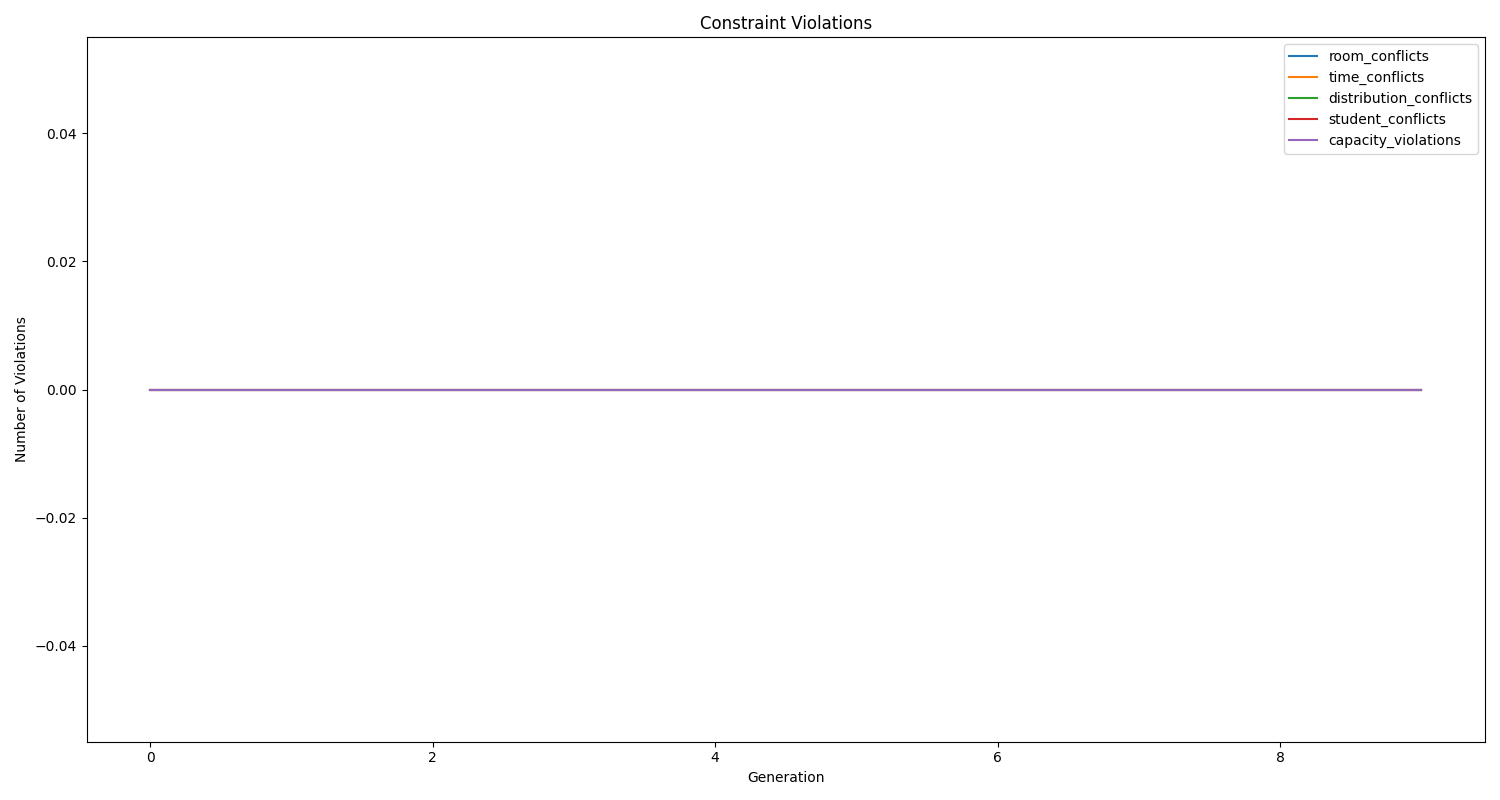 Constraint Violations
room_conflicts
time_conflicts
distribution_conflicts
student_conflicts
capacity_violations
Number of Violations
0.04
0.02
0.00
−0.02
−0.04
0 2 4 6 8
Generation